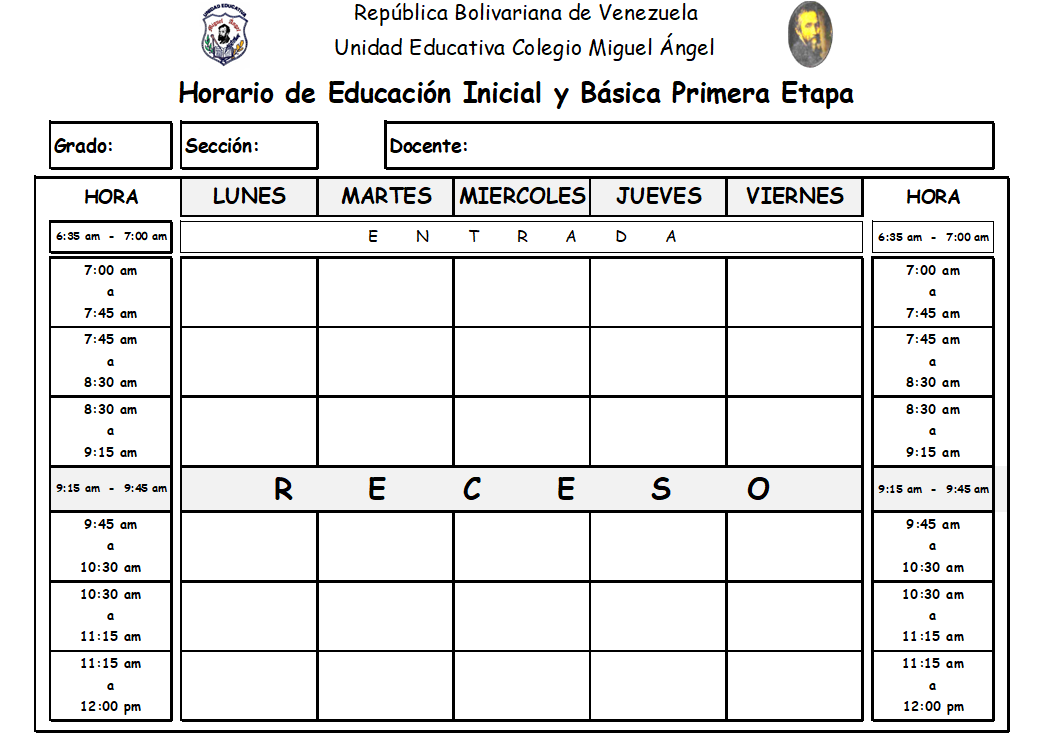 UNIDAD EDUCATIVA
República Bolivariana de Venezuela
Unidad Educativa Colegio Miguel Ángel
Horario de Educación Inicial y Básica Primera Etapa
Grado: Sección: Docente:
HORA LUNES MARTES MIERCOLES JUEVES VIERNES HORA
6:35 am - 7:00 am E N T R A D A 6:35 am - 7:00 am
7:00 am 7:00 am
a a
7:45 am 7:45 am
7:45 am 7:45 am
a a
8:30 am 8:30 am
8:30 am 8:30 am
a a
9:15 am 9:15 am
9:15 am - 9:45 am R E C E S O 9:15 am - 9:45 am
9:45 am 9:45 am
a a
10:30 am 10:30 am
10:30 am 10:30 am
a a
11:15 am 11:15 am
11:15 am 11:15 am
a a
12:00 pm 12:00 pm